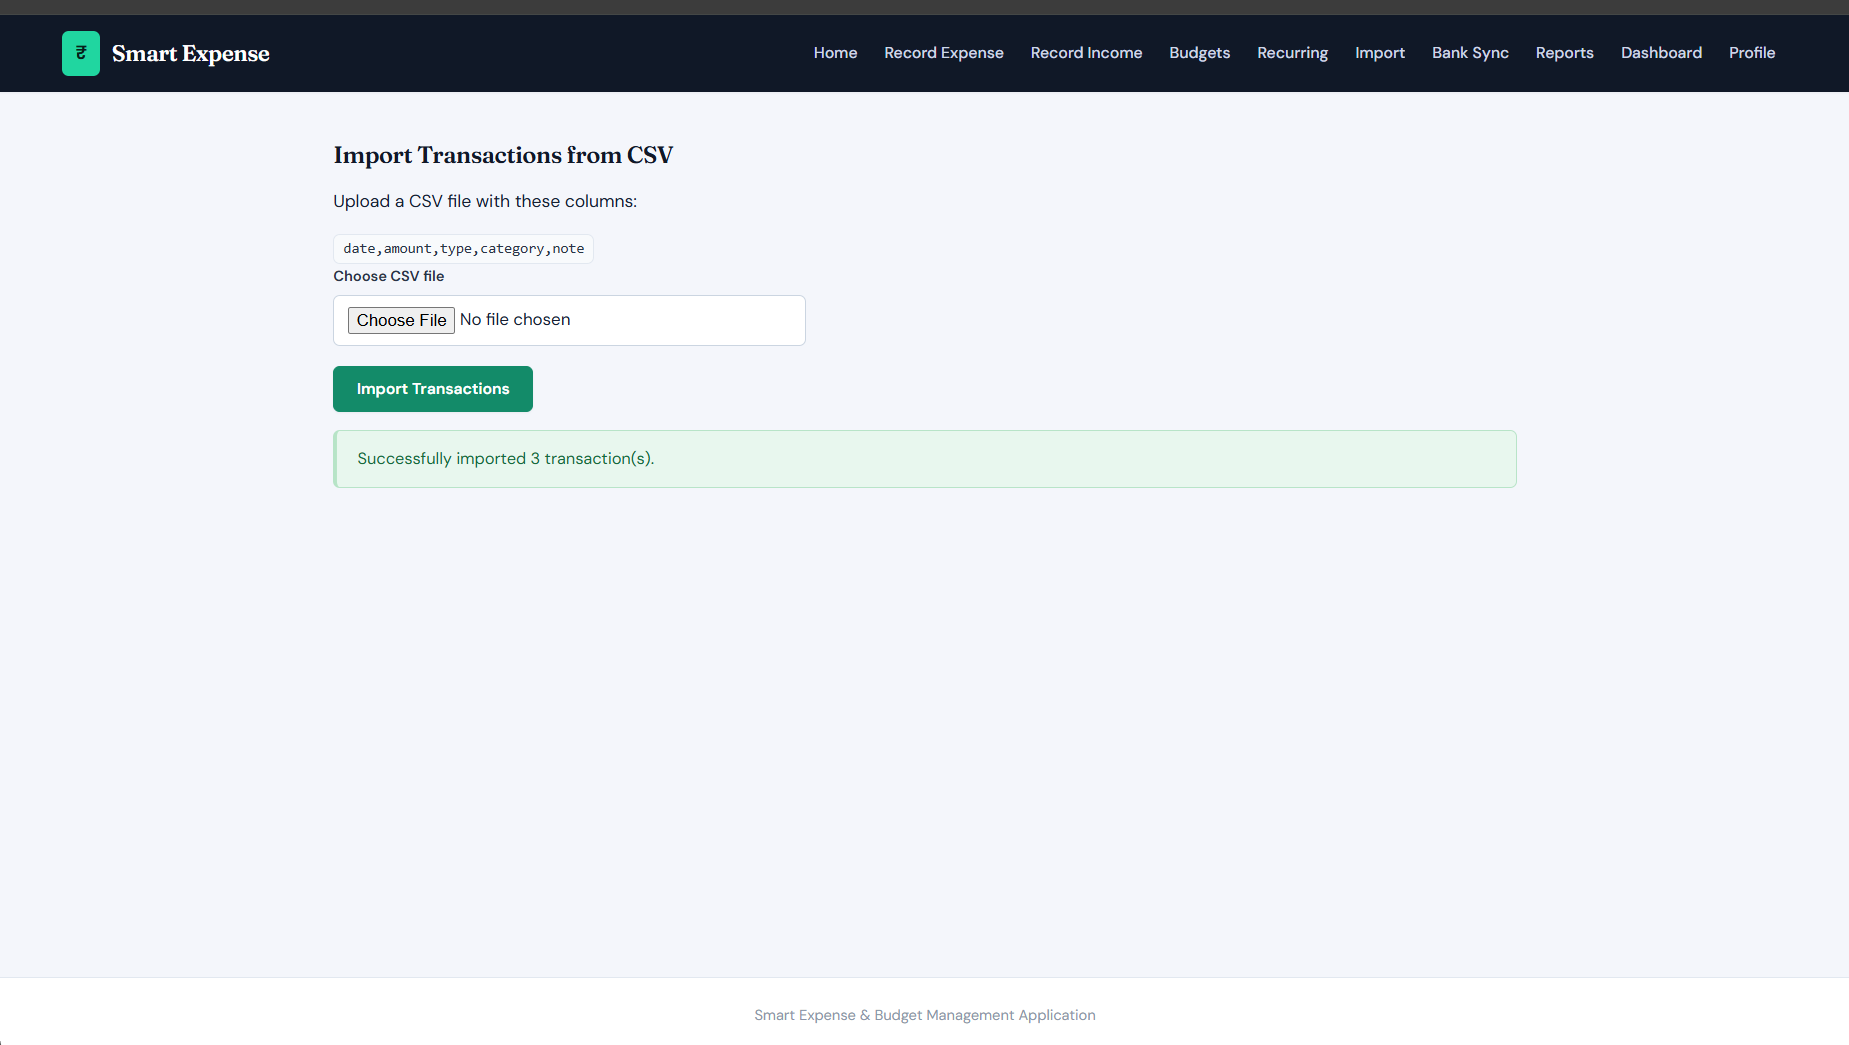 ₹ Smart Expense
Home Record Expense Record Income Budgets Recurring Import Bank Sync Reports Dashboard Profile
Import Transactions from CSV
Upload a CSV file with these columns:
date,amount,type,category,note
Choose CSV file
Choose File No file chosen
Import Transactions
Successfully imported 3 transaction(s).
Smart Expense & Budget Management Application